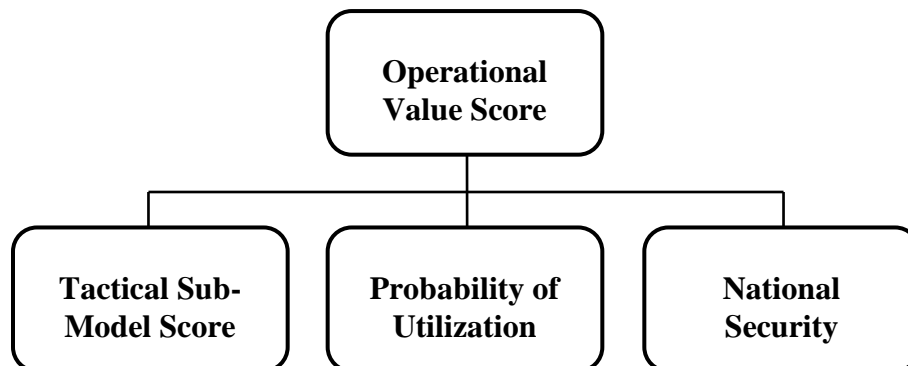 Operational
Value Score
Tactical Sub-
Model Score
Probability of
Utilization
National
Security